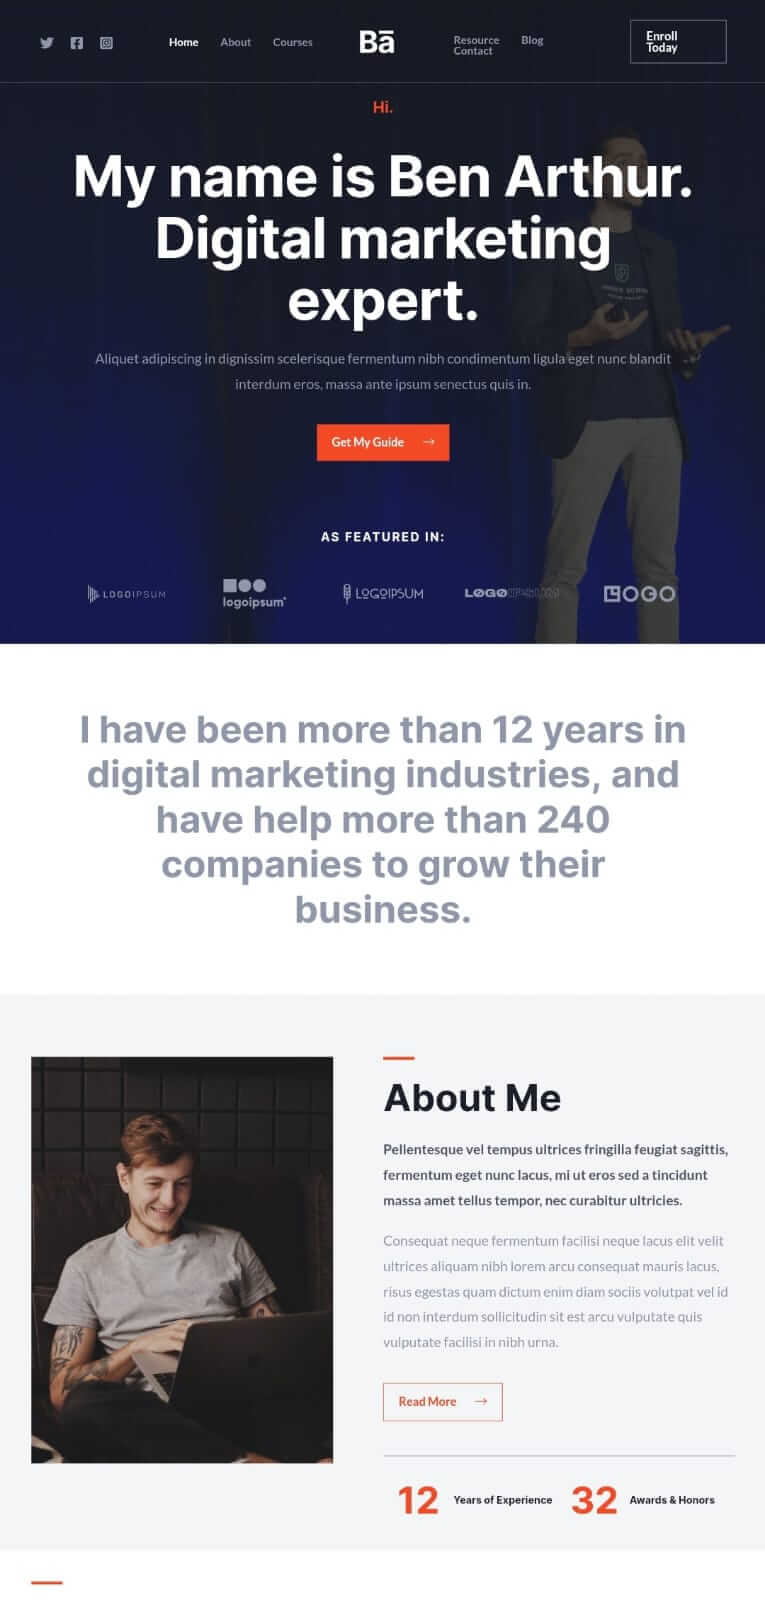 Home
About
Courses
Bā
Resource
Blog
Contact
Enroll
Today
Hi.
My name is Ben Arthur.
Digital marketing
expert.
Aliquet adipiscing in dignissim scelerisque fermentum nibh condimentum ligula eget nunc blandit
interdum eros, massa ante ipsum senectus quis in.
Get My Guide
AS FEATURED IN:
LOGOIPSUM
logoipsum
LOGOIPSUM
LOGOIPSUM
LOGO
I have been more than 12 years in
digital marketing industries, and
have help more than 240
companies to grow their
business.
About Me
Pellentesque vel tempus ultrices fringilla feugiat sagittis,
fermentum eget nunc lacus, mi ut eros sed a tincidunt
massa amet tellus tempor, nec curabitur ultricies.
Consequat neque fermentum facilisi neque lacus elit velit
ultrices aliquam nibh lorem arcu consequat mauris lacus,
risus egestas quam dictum enim diam sociis volutpat vel id
id non interdum sollicitudin sit est arcu vulputate quis
vulputate facilisi in nibh urna.
Read More
12 Years of Experience
32 Awards & Honors